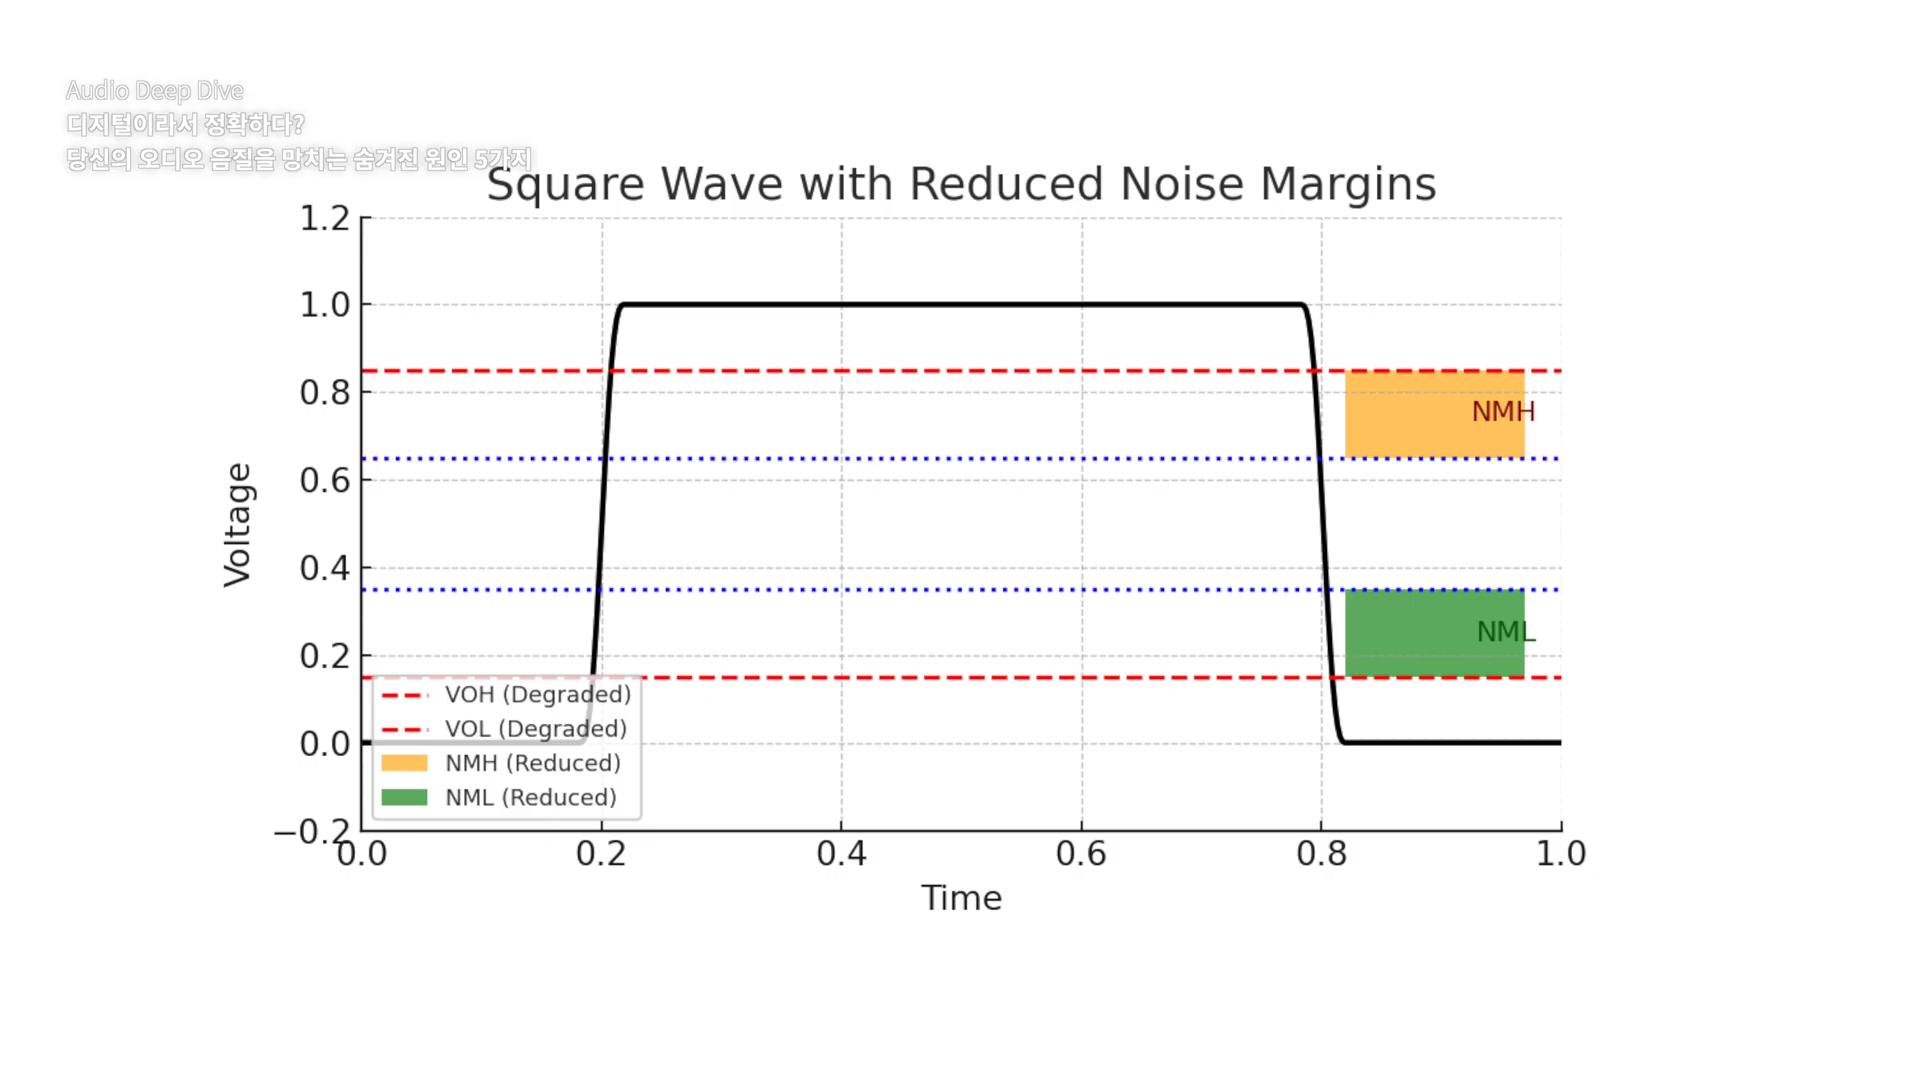 Audio Deep Dive
디지털이라서 정확하다?
당신의 오디오 음질을 망치는 숨겨진 원인 5가지
Square Wave with Reduced Noise Margins
1.2
1.0
0.8
0.6
0.4
0.2
0.0
−0.2
Voltage
NMH
NML
VOH (Degraded)
VOL (Degraded)
NMH (Reduced)
NML (Reduced)
0.0 0.2 0.4 0.6 0.8 1.0
Time